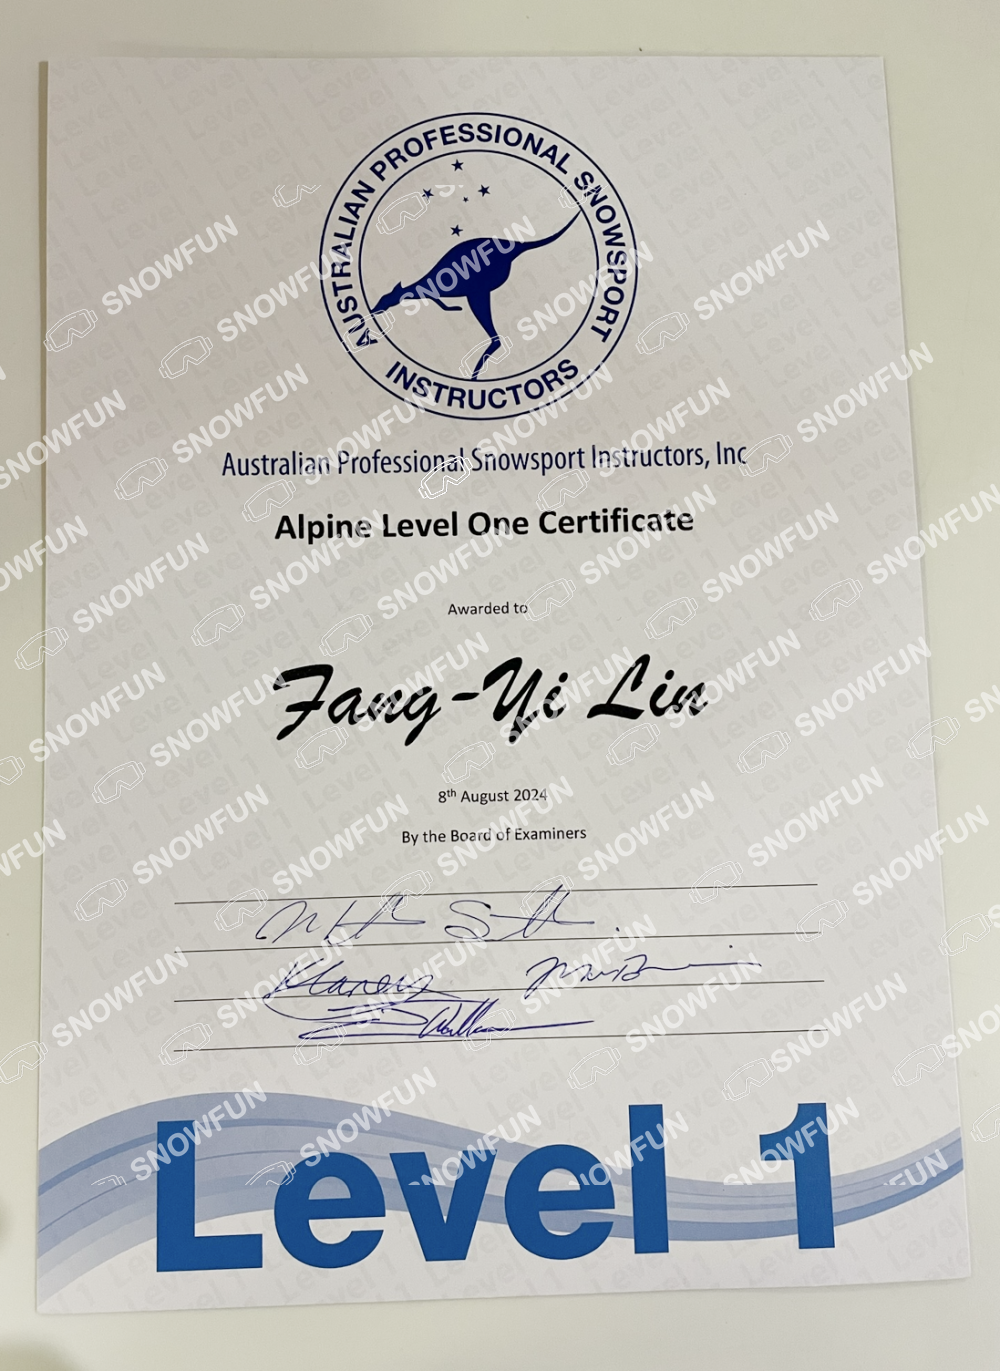 AUSTRALIAN PROFESSIONAL SNOWSPORT
INSTRUCTORS
Australian Professional Snowsport Instructors, Inc
Alpine Level One Certificate
Awarded to
Fang-Yi Lin
8th August 2024
By the Board of Examiners
Level 1
SNOWFUN